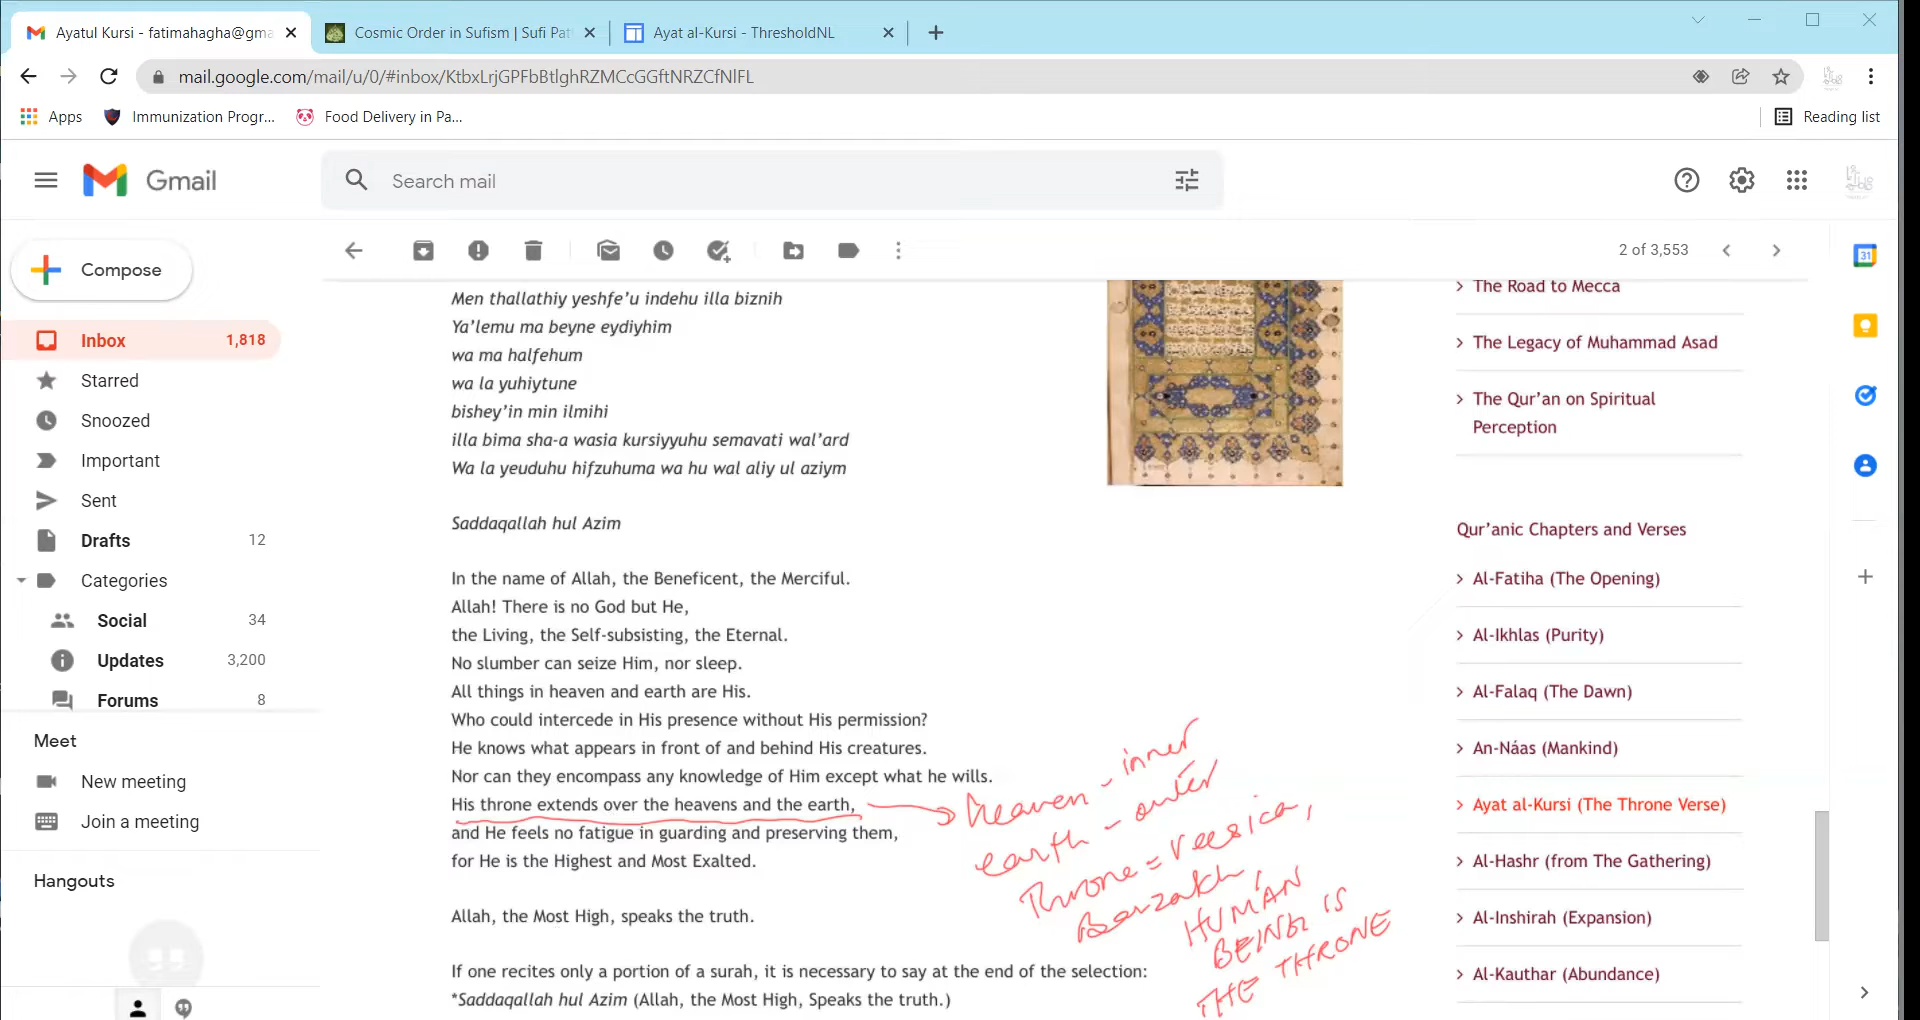 Ayatul Kursi - fatimahagha@gma
Cosmic Order in Sufism | Sufi Pat
Ayat al-Kursi - ThresholdNL
mail.google.com/mail/u/0/#inbox/KtbxLrjGPFbBtlghRZMCcGGftNRZCfNlFL
Apps
Immunization Progr...
Food Delivery in Pa...
Reading list
Gmail
Search mail
Compose
2 of 3,553
Inbox 1,818
Starred
Snoozed
Important
Sent
Drafts 12
Categories
Social 34
Updates 3,200
Forums 8
Meet
New meeting
Join a meeting
Hangouts
Men thallathiy yeshfe’u indehu illa biznih
Ya’lemu ma beyne eydiyhim
wa ma halfehum
wa la yuhiytune
bishey’in min ilmihi
illa bima sha-a wasia kursiyyuhu semavati wal’ard
Wa la yeuduhu hifzuhuma wa hu wal aliy ul aziym
Saddaqallah hul Azim
In the name of Allah, the Beneficent, the Merciful.
Allah! There is no God but He,
the Living, the Self-subsisting, the Eternal.
No slumber can seize Him, nor sleep.
All things in heaven and earth are His.
Who could intercede in His presence without His permission?
He knows what appears in front of and behind His creatures.
Nor can they encompass any knowledge of Him except what he wills.
His throne extends over the heavens and the earth,
and He feels no fatigue in guarding and preserving them,
for He is the Highest and Most Exalted.
Allah, the Most High, speaks the truth.
If one recites only a portion of a surah, it is necessary to say at the end of the selection:
*Saddaqallah hul Azim (Allah, the Most High, Speaks the truth.)
heaven - inner
earth - outer
Throne =
Barzakh,
HUMAN
BEING IS
THE THRONE
The Road to Mecca
The Legacy of Muhammad Asad
The Qur’an on Spiritual
Perception
Qur’anic Chapters and Verses
Al-Fatiha (The Opening)
Al-Ikhlas (Purity)
Al-Falaq (The Dawn)
An-Náas (Mankind)
Ayat al-Kursi (The Throne Verse)
Al-Hashr (from The Gathering)
Al-Inshirah (Expansion)
Al-Kauthar (Abundance)